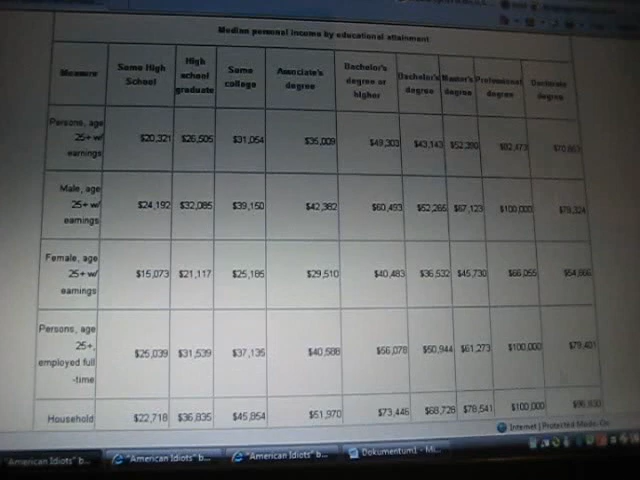 Median personal income by educational attainment
Measure Some High School High school graduate Some college Associate's degree Bachelor's degree or higher Bachelor's degree Master's degree Professional degree Doctorate degree
Persons, age 25+ w/ earnings $20,321 $26,505 $31,054 $35,009 $49,303 $43,143 $52,390 $82,473 $70,853
Male, age 25+ w/ earnings $24,192 $32,085 $39,150 $42,382 $60,493 $52,265 $67,123 $100,000 $78,324
Female, age 25+ w/ earnings $15,073 $21,117 $25,185 $29,510 $40,483 $36,532 $45,730 $66,055 $54,666
Persons, age 25+, employed full-time $25,039 $31,539 $37,135 $40,588 $56,078 $50,944 $61,273 $100,000 $79,401
Household $22,718 $36,835 $45,854 $51,970 $73,446 $68,728 $78,541 $100,000 $96,830
Internet | Protected Mode: On
"American Idiots" b... "American Idiots" b... "American Idiots" b... Dokumentum1 - Mi...